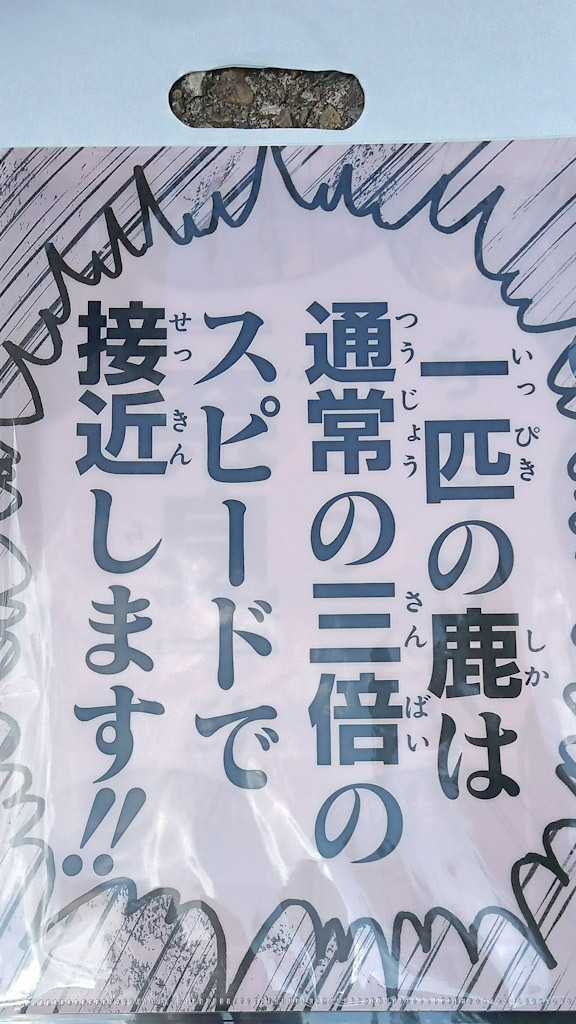 一匹の鹿は
通常の三倍の
スピードで
接近します!!